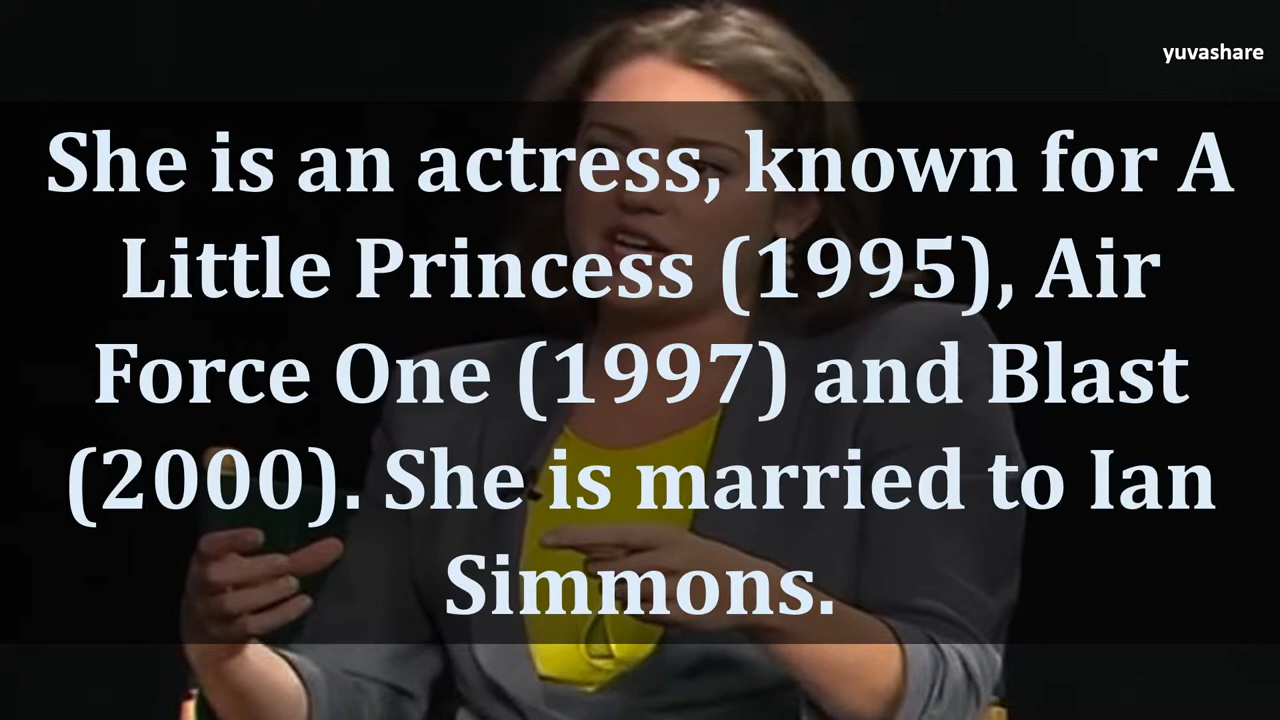 yuvashare
She is an actress, known for A
Little Princess (1995), Air
Force One (1997) and Blast
(2000). She is married to Ian
Simmons.